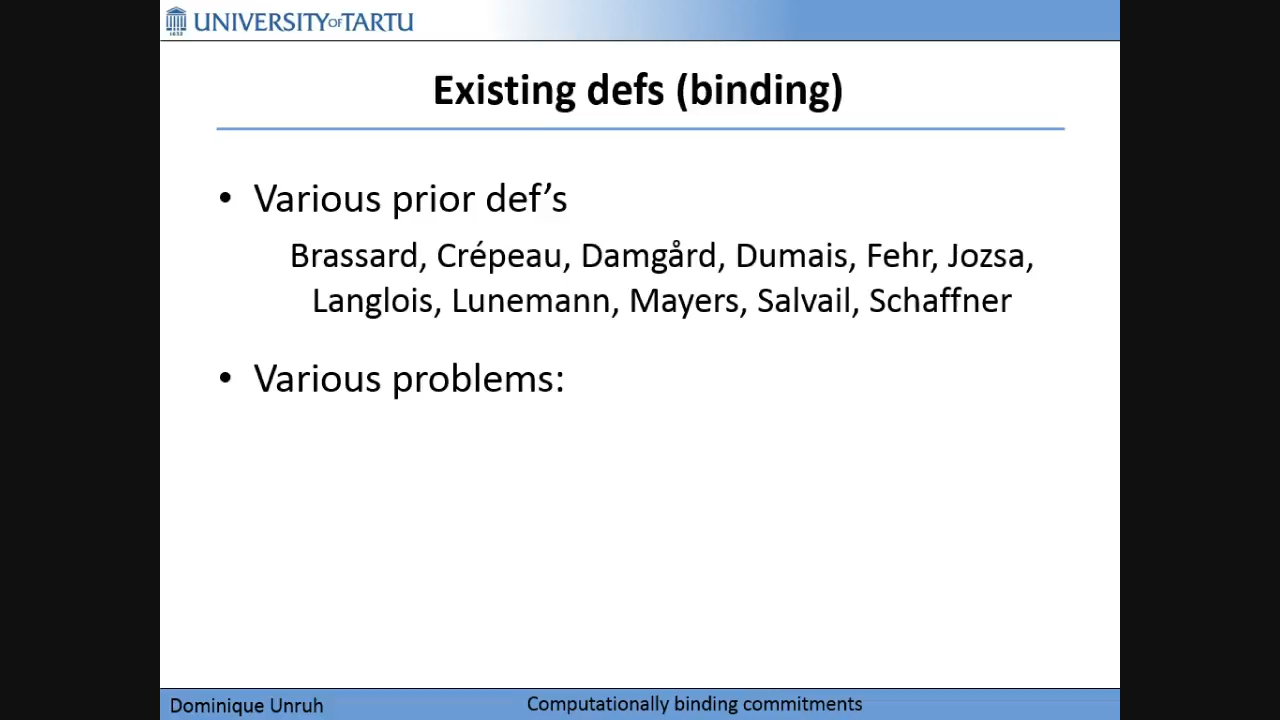 UNIVERSITY OF TARTU
1632
Existing defs (binding)
• Various prior def’s
Brassard, Crépeau, Damgård, Dumais, Fehr, Jozsa,
Langlois, Lunemann, Mayers, Salvail, Schaffner
• Various problems:
Dominique Unruh
Computationally binding commitments